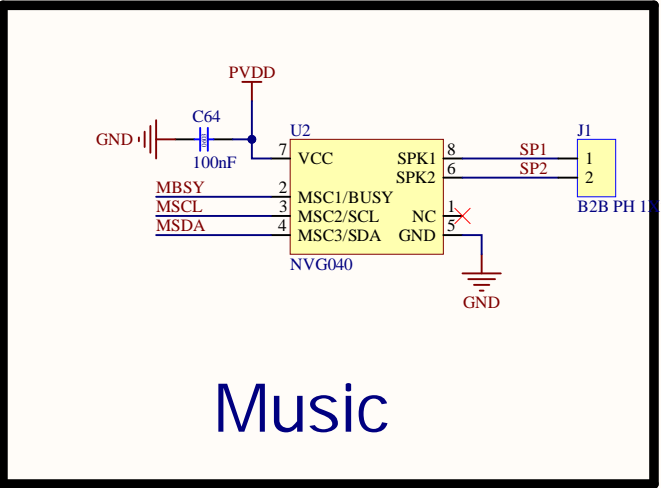 PVDD
C64
GND
100nF
U2
7 VCC
2 MSC1/BUSY
3 MSC2/SCL
4 MSC3/SDA
MBSY
MSCL
MSDA
SPK1 8
SPK2 6
NC 1
GND 5
NVG040
SP1
SP2
J1
1
2
B2B PH 1
GND
Music